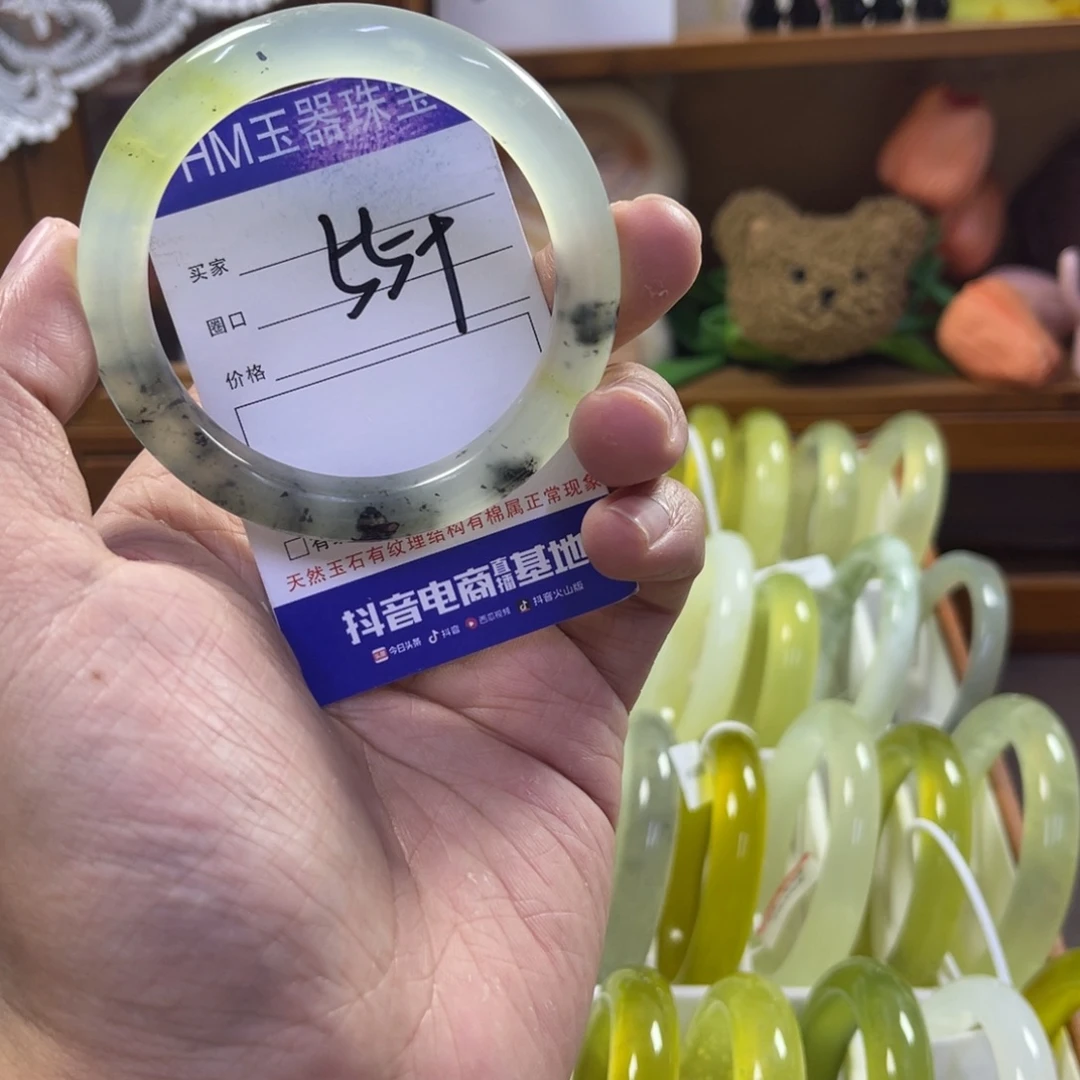 HM玉器珠宝
买家
圈口
价格
天然玉石有纹理结构有棉属正常现象
抖音电商直播基地
今日头条 抖音 西瓜视频 抖音火山版